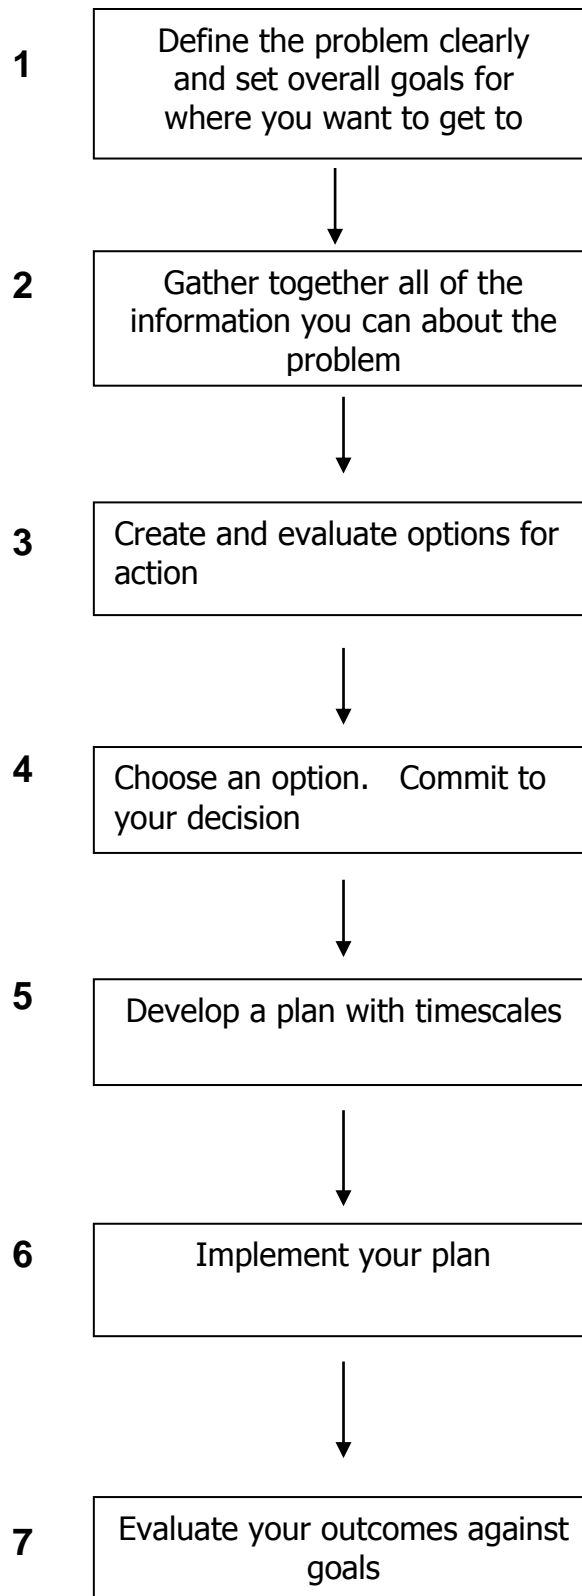 1
Define the problem clearly
and set overall goals for
where you want to get to
2
Gather together all of the
information you can about the
problem
3
Create and evaluate options for
action
4
Choose an option.   Commit to
your decision
5
Develop a plan with timescales
6
Implement your plan
7
Evaluate your outcomes against
goals